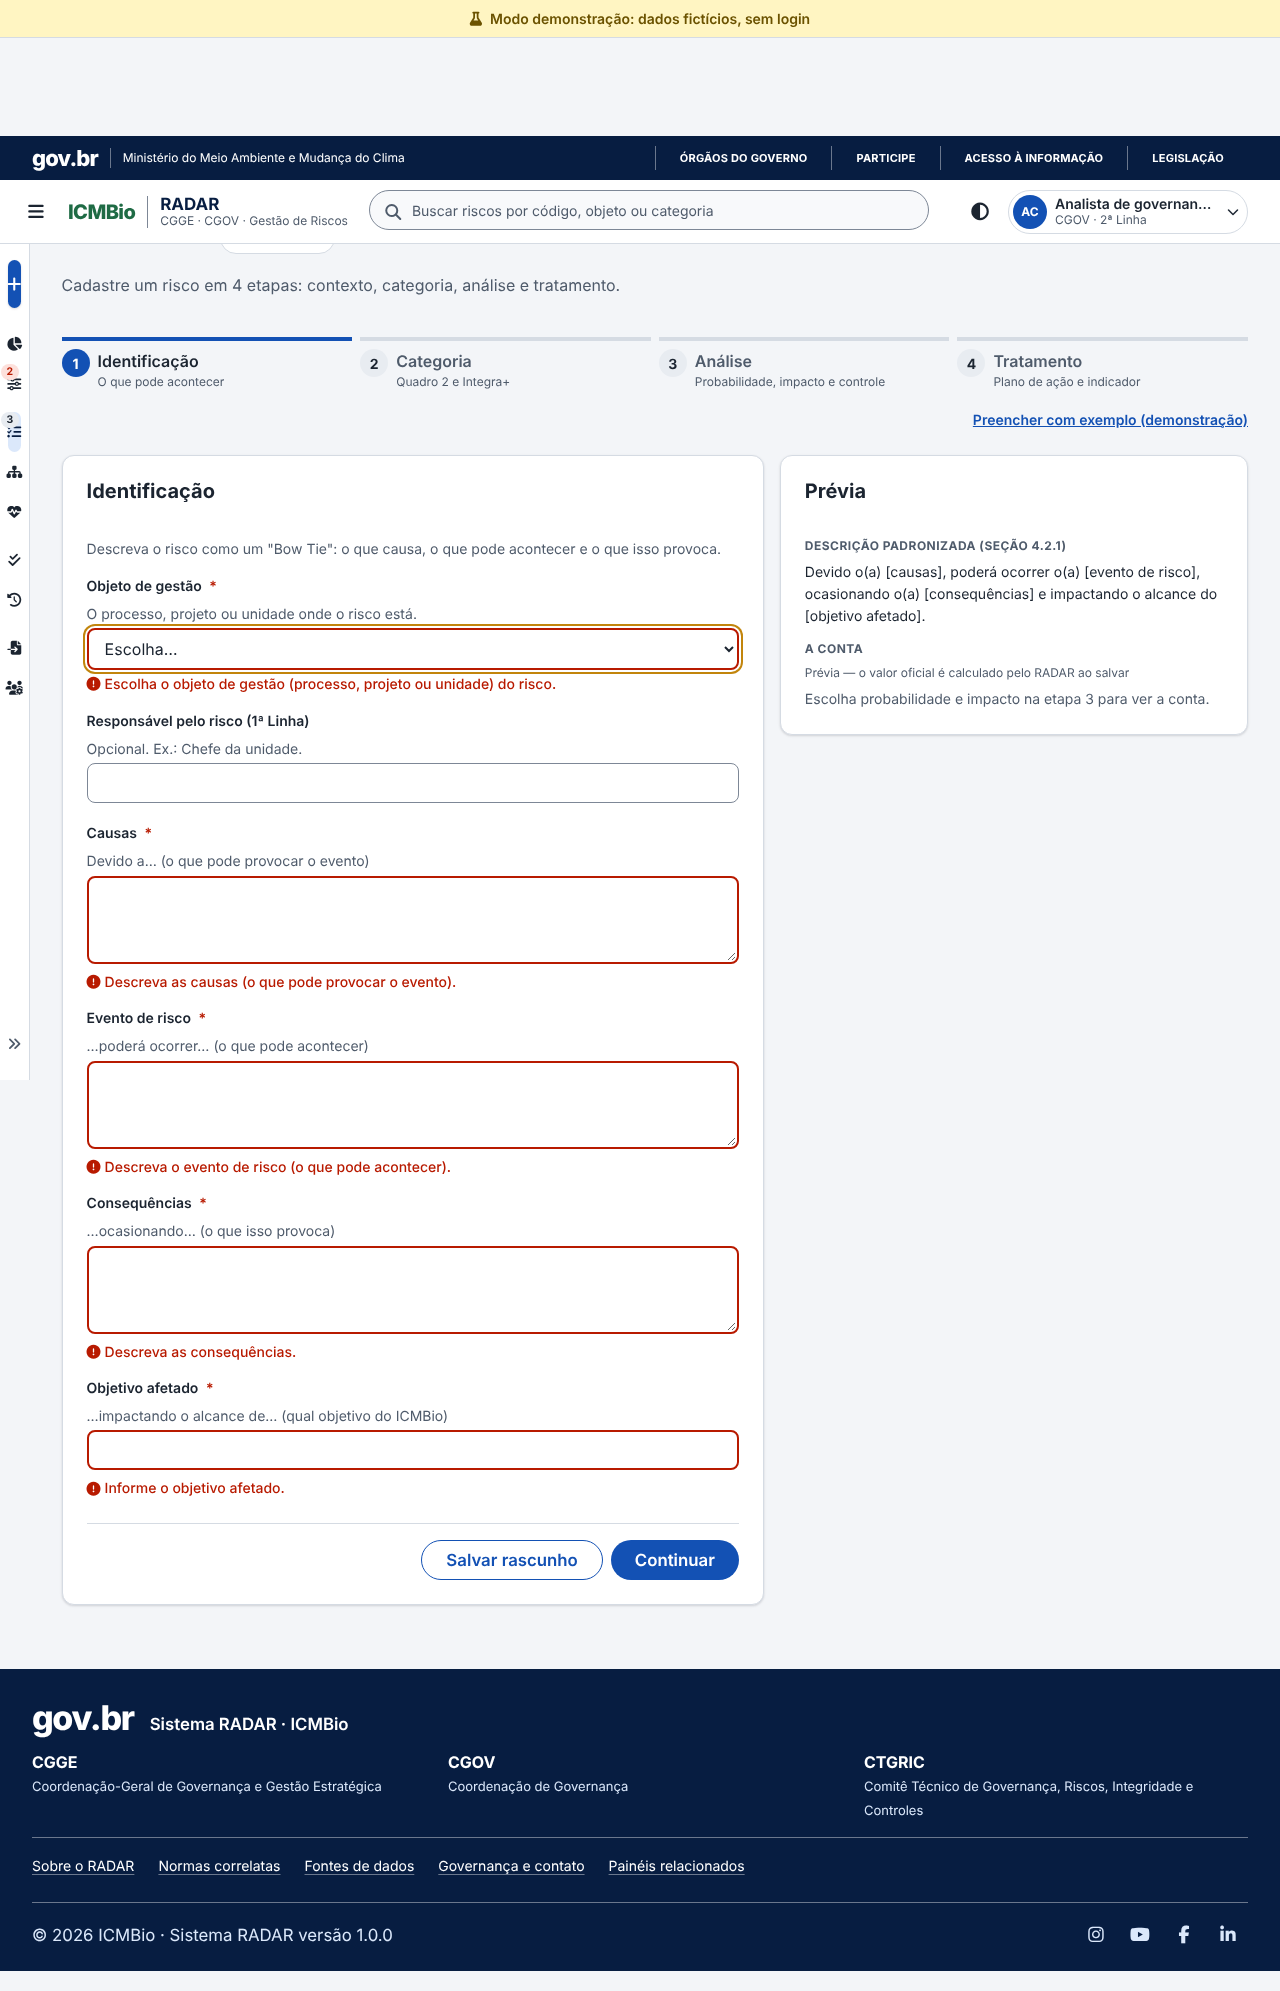 Modo demonstração: dados fictícios, sem login
gov.br
Ministério do Meio Ambiente e Mudança do Clima
ÓRGÃOS DO GOVERNO
PARTICIPE
ACESSO À INFORMAÇÃO
LEGISLAÇÃO
ICMBio
RADAR
CGGE · CGOV · Gestão de Riscos
Buscar riscos por código, objeto ou categoria
AC
Analista de governan...
CGOV · 2ª Linha
Cadastre um risco em 4 etapas: contexto, categoria, análise e tratamento.
1
Identificação
O que pode acontecer
2
Categoria
Quadro 2 e Integra+
3
Análise
Probabilidade, impacto e controle
4
Tratamento
Plano de ação e indicador
2
3
Preencher com exemplo (demonstração)
Identificação
Descreva o risco como um "Bow Tie": o que causa, o que pode acontecer e o que isso provoca.
Objeto de gestão *
O processo, projeto ou unidade onde o risco está.
Escolha...
Escolha o objeto de gestão (processo, projeto ou unidade) do risco.
Responsável pelo risco (1ª Linha)
Opcional. Ex.: Chefe da unidade.
Causas *
Devido a... (o que pode provocar o evento)
Descreva as causas (o que pode provocar o evento).
Evento de risco *
...poderá ocorrer... (o que pode acontecer)
Descreva o evento de risco (o que pode acontecer).
Consequências *
...ocasionando... (o que isso provoca)
Descreva as consequências.
Objetivo afetado *
...impactando o alcance de... (qual objetivo do ICMBio)
Informe o objetivo afetado.
Salvar rascunho
Continuar
Prévia
DESCRIÇÃO PADRONIZADA (SEÇÃO 4.2.1)
Devido o(a) [causas], poderá ocorrer o(a) [evento de risco],
ocasionando o(a) [consequências] e impactando o alcance do
[objetivo afetado].
A CONTA
Prévia — o valor oficial é calculado pelo RADAR ao salvar
Escolha probabilidade e impacto na etapa 3 para ver a conta.
gov.br
Sistema RADAR · ICMBio
CGGE
Coordenação-Geral de Governança e Gestão Estratégica
CGOV
Coordenação de Governança
CTGRIC
Comitê Técnico de Governança, Riscos, Integridade e
Controles
Sobre o RADAR
Normas correlatas
Fontes de dados
Governança e contato
Painéis relacionados
© 2026 ICMBio · Sistema RADAR versão 1.0.0